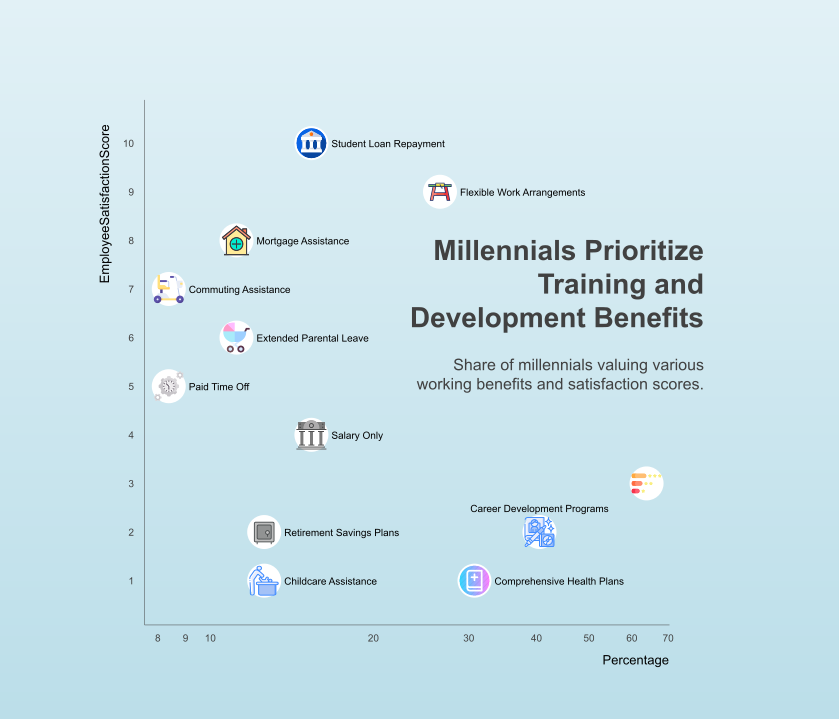 EmployeeSatisfactionScore
10
9
8
7
6
5
4
3
2
1
Student Loan Repayment
Flexible Work Arrangements
Mortgage Assistance
Commuting Assistance
Extended Parental Leave
Paid Time Off
Salary Only
Career Development Programs
Retirement Savings Plans
Childcare Assistance
Comprehensive Health Plans
Millennials Prioritize
Training and
Development Benefits
Share of millennials valuing various
working benefits and satisfaction scores.
8 9 10 20 30 40 50 60 70
Percentage